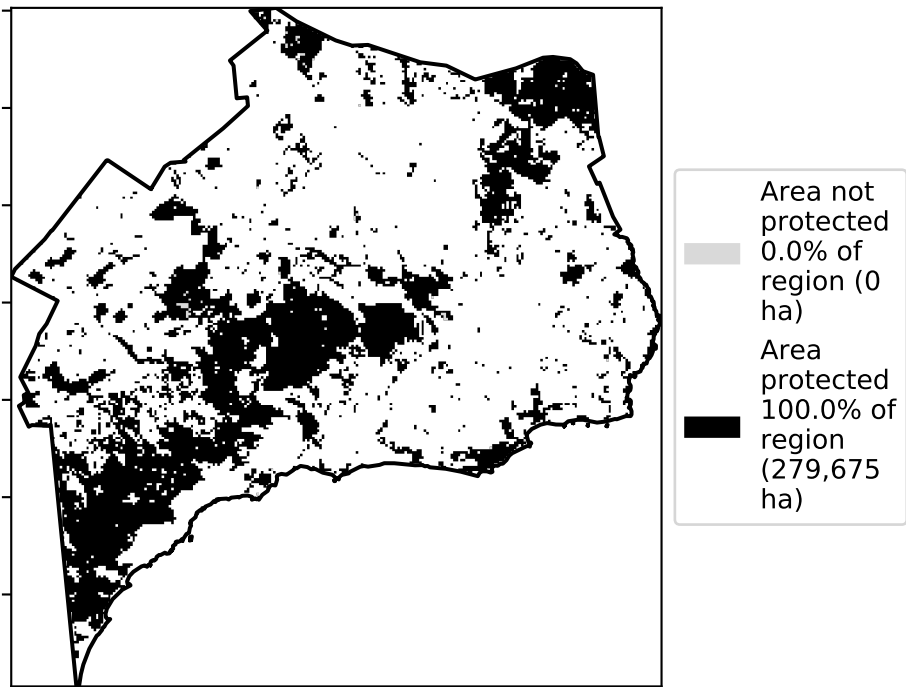 Area not
protected
0.0% of
region (0
ha)
Area
protected
100.0% of
region
(279,675
ha)